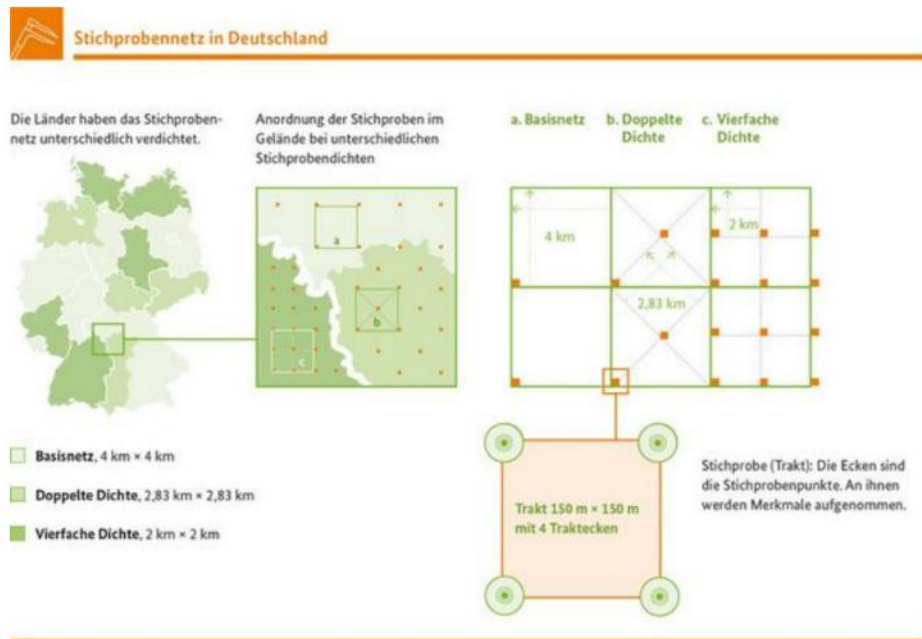 Stichprobennetz in Deutschland
Die Länder haben das Stichproben-
netz unterschiedlich verdichtet.
Anordnung der Stichproben im
Gelände bei unterschiedlichen
Stichprobendichten
a. Basisnetz
b. Doppelte
Dichte
c. Vierfache
Dichte
a
b
c
4 km
2 km
2,83 km
Basisnetz, 4 km × 4 km
Doppelte Dichte, 2,83 km × 2,83 km
Vierfache Dichte, 2 km × 2 km
Trakt 150 m × 150 m
mit 4 Traktecken
Stichprobe (Trakt): Die Ecken sind
die Stichprobenpunkte. An ihnen
werden Merkmale aufgenommen.